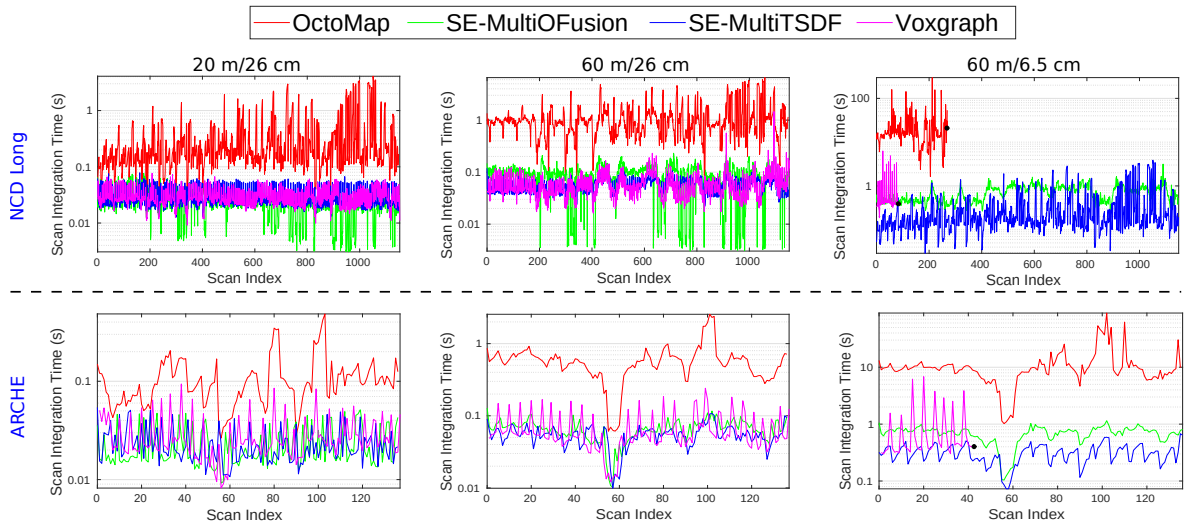 OctoMap SE-MultiOFusion SE-MultiTSDF Voxgraph
20 m/26 cm 60 m/26 cm 60 m/6.5 cm
NCD Long
Scan Integration Time (s)
1
0.1
0.01
0 200 400 600 800 1000
Scan Index
Scan Integration Time (s)
1
0.1
0.01
0 200 400 600 800 1000
Scan Index
Scan Integration Time (s)
100
1
0 200 400 600 800 1000
Scan Index
ARCHE
Scan Integration Time (s)
0.1
0.01
0 20 40 60 80 100 120
Scan Index
Scan Integration Time (s)
1
0.1
0.01
0 20 40 60 80 100 120
Scan Index
Scan Integration Time (s)
10
1
0.1
0 20 40 60 80 100 120
Scan Index